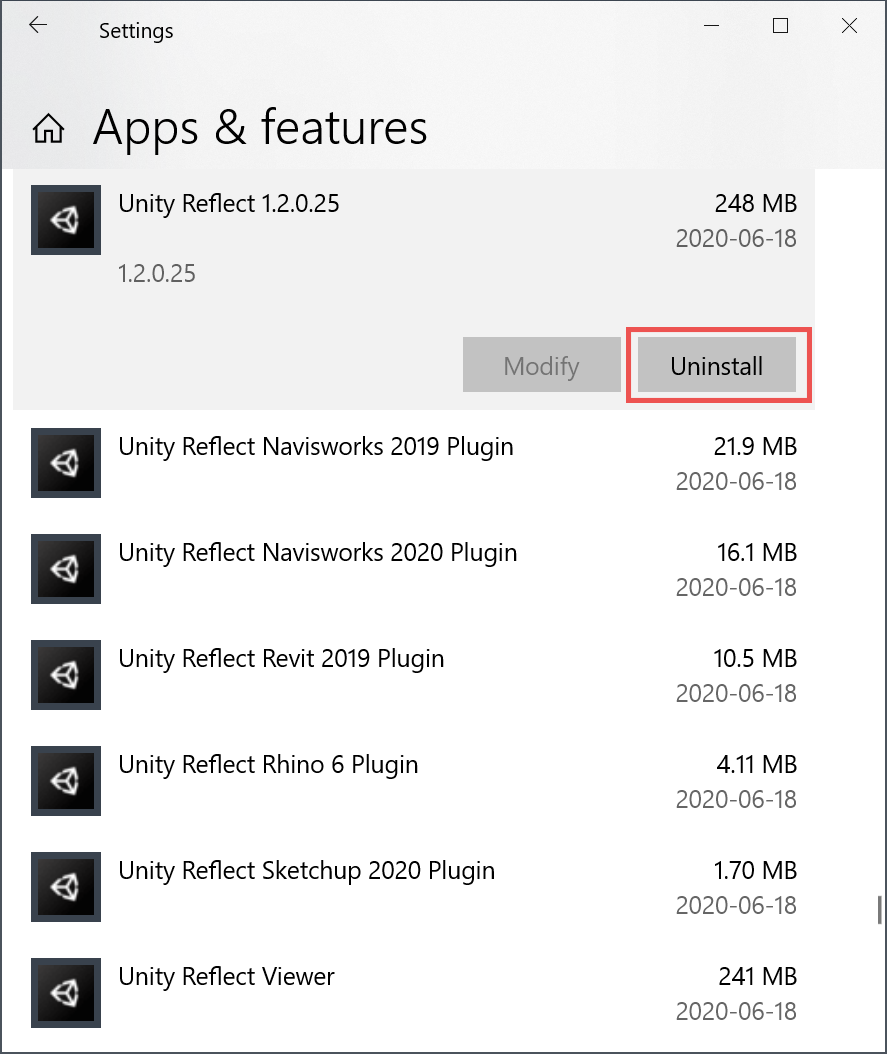 Settings
Apps & features
Unity Reflect 1.2.0.25
248 MB
2020-06-18
1.2.0.25
Modify
Uninstall
Unity Reflect Navisworks 2019 Plugin
21.9 MB
2020-06-18
Unity Reflect Navisworks 2020 Plugin
16.1 MB
2020-06-18
Unity Reflect Revit 2019 Plugin
10.5 MB
2020-06-18
Unity Reflect Rhino 6 Plugin
4.11 MB
2020-06-18
Unity Reflect Sketchup 2020 Plugin
1.70 MB
2020-06-18
Unity Reflect Viewer
241 MB
2020-06-18